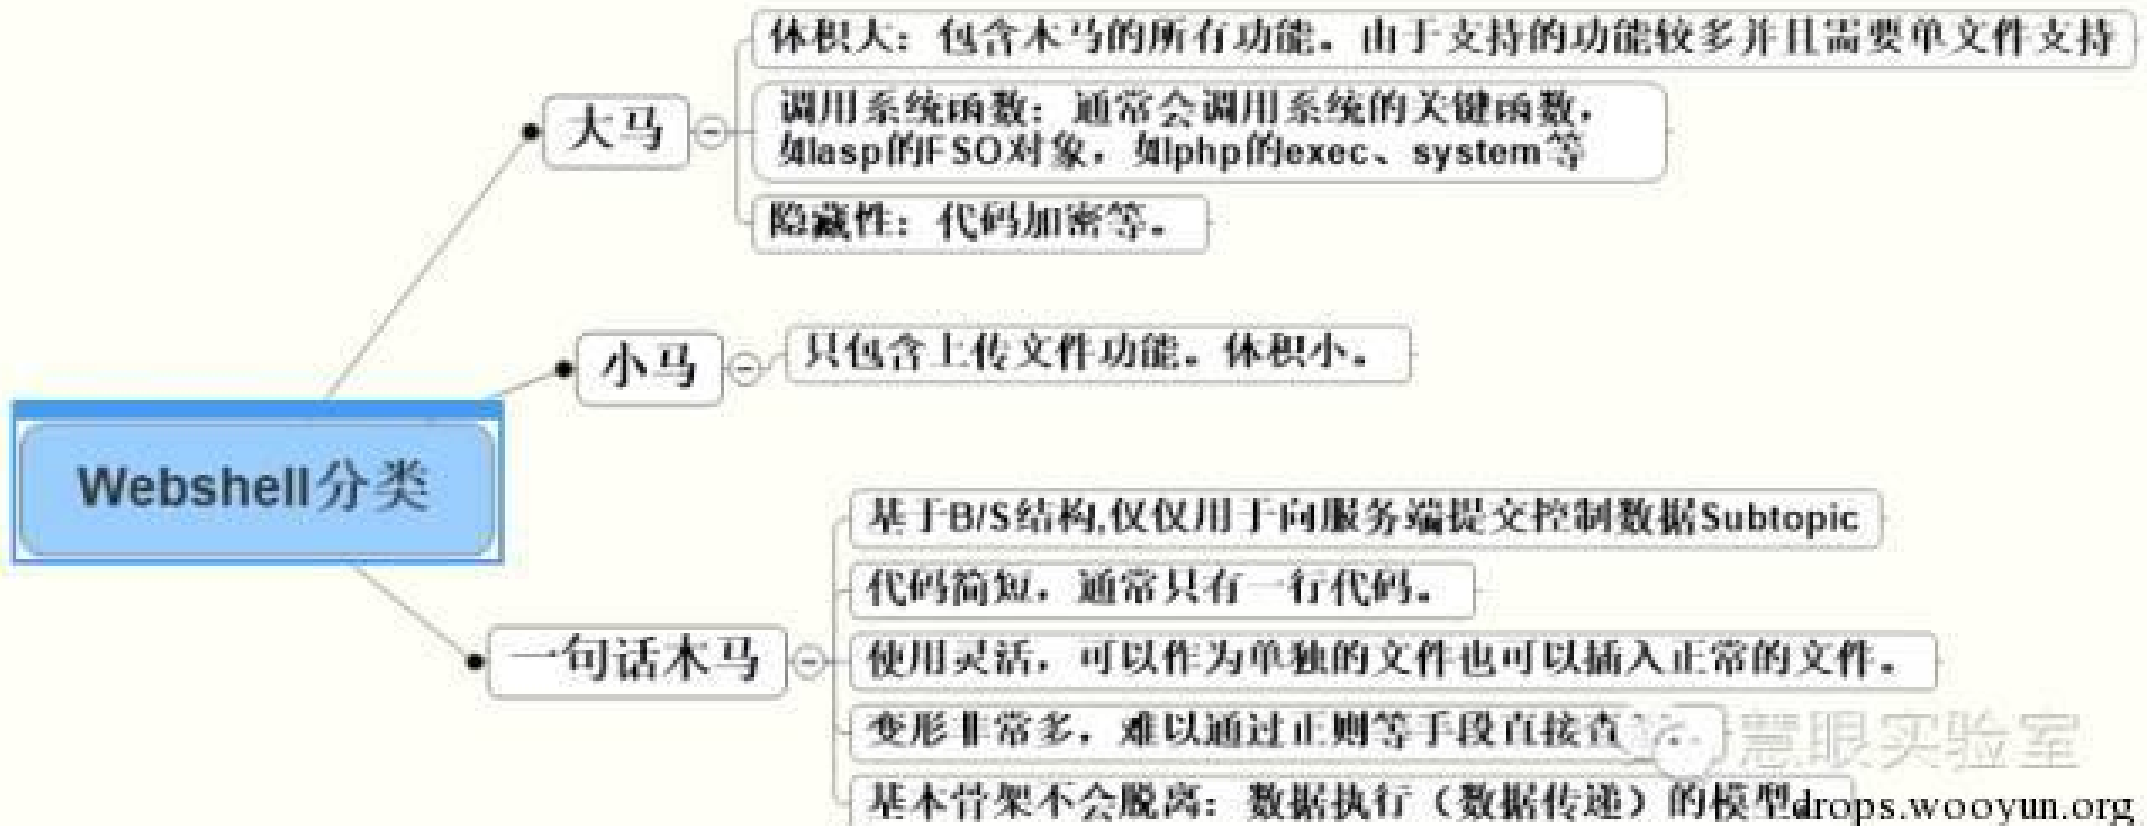 体积大：包含木马的所有功能。由于支持的功能较多并且需要单文件支持
大马
调用系统函数：通常会调用系统的关键函数，
如asp的FSO对象，如php的exec、system等
隐藏性：代码加密等。
小马
只包含上传文件功能。体积小。
Webshell分类
基于B/S结构,仅仅用于向服务端提交控制数据Subtopic
代码简短，通常只有一行代码。
一句话木马
使用灵活，可以作为单独的文件也可以插入正常的文件。
变形非常多，难以通过正则等手段直接查
慧眼实验室
基本骨架不会脱离：数据执行（数据传递）的模型
drops.wooyun.org